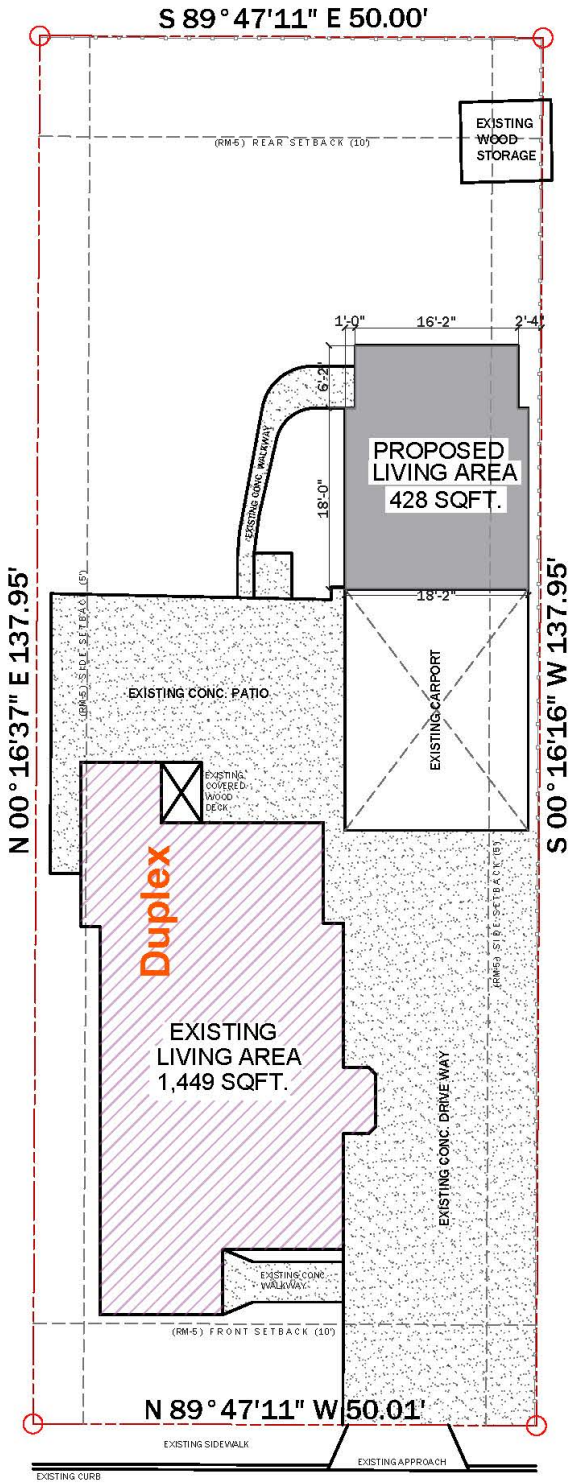 S 89°47'11" E 50.00'
EXISTING
WOOD
STORAGE
(RM-5) REAR SETBACK (10')
1'-0"
16'-2"
2'-4"
6'-2"
EXISTING CONC. WALKWAY
PROPOSED
LIVING AREA
428 SQFT.
18'-0"
18'-2"
N 00°16'37" E 137.95'
S 00°16'16" W 137.95'
(RM-5) SIDE SETBACK (5')
EXISTING CONC. PATIO
EXISTING CARPORT
EXISTING
COVERED
WOOD
DECK
Duplex
(RM-5) SIDE SETBACK (5')
EXISTING
LIVING AREA
1,449 SQFT.
EXISTING CONC. DRIVE WAY
EXISTING CONC.
WALKWAY
(RM-5) FRONT SETBACK (10')
N 89°47'11" W 50.01'
EXISTING SIDEWALK
EXISTING APPROACH
EXISTING CURB